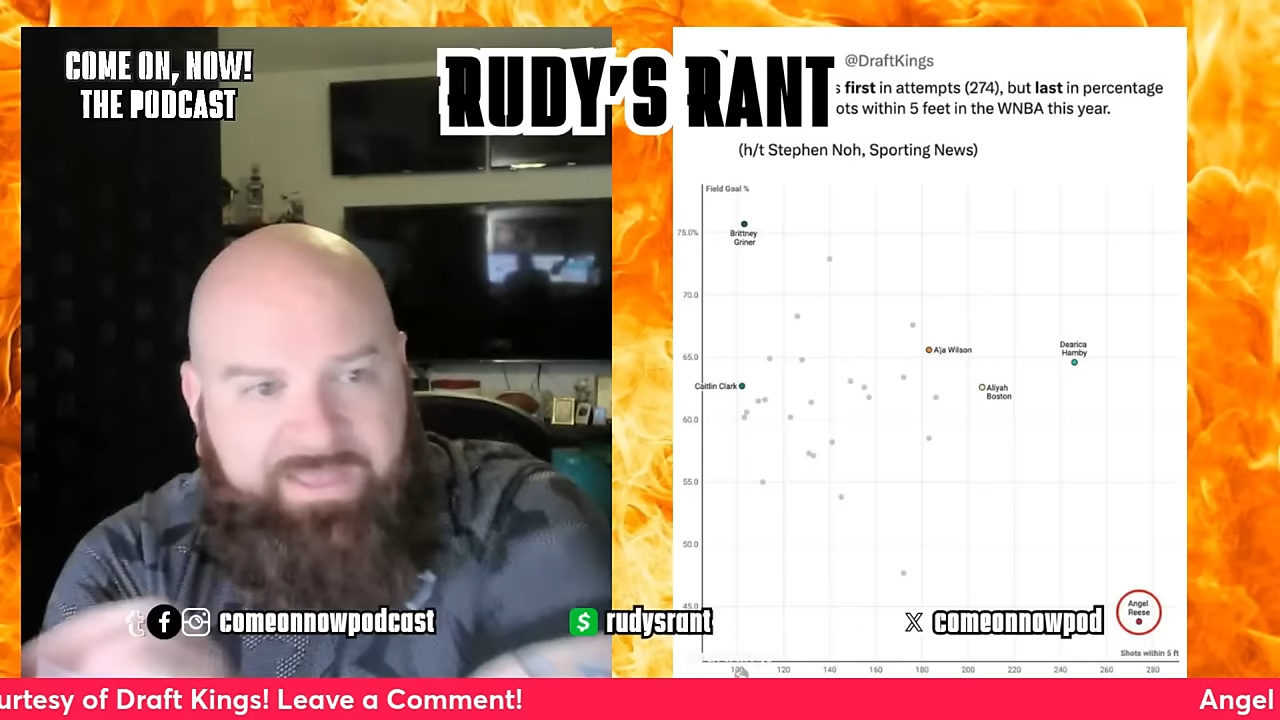 COME ON, NOW!
THE PODCAST
RUDY'S RANT
@DraftKings
first in attempts (274), but last in percentage
ots within 5 feet in the WNBA this year.
(h/t Stephen Noh, Sporting News)
Field Goal %
Brittney
Griner
75.0%
70.0
65.0
A'ja Wilson
Dearica
Hamby
Caitlin Clark
Aliyah
Boston
60.0
55.0
50.0
45.0
Angel
Reese
Shots within 5 ft
100
120
140
160
180
200
220
240
260
280
comeonnowpodcast
rudysrant
comeonnowpod
urtesy of Draft Kings! Leave a Comment!
Angel